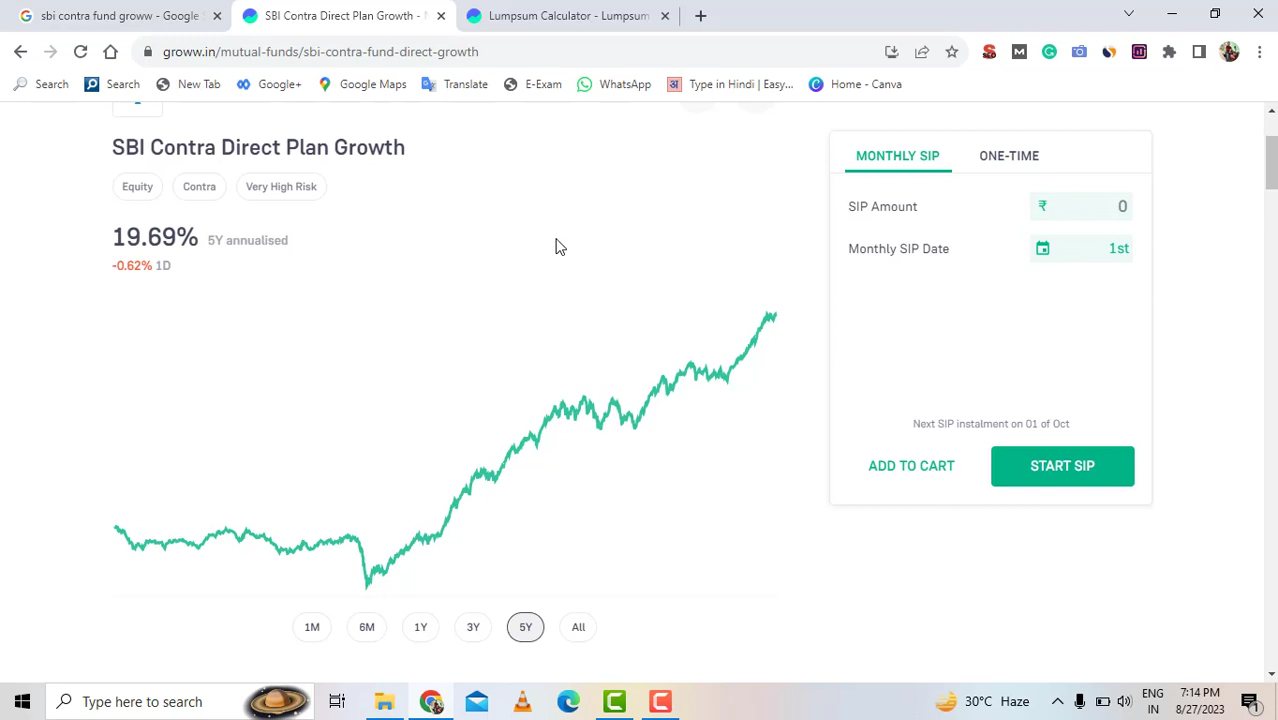 sbi contra fund direct growth - Google
SBI Contra Direct Plan Growth - N
Lumpsum Calculator - Lumpsum
groww.in/mutual-funds/sbi-contra-fund-direct-growth
Search
Search
New Tab
Google+
Google Maps
Translate
E-Exam
WhatsApp
Type in Hindi | Easy...
Home - Canva
SBI Contra Direct Plan Growth
Equity
Contra
Very High Risk
19.69% 5Y annualised
-0.62% 1D
1M
6M
1Y
3Y
5Y
All
MONTHLY SIP
ONE-TIME
SIP Amount
₹ 0
Monthly SIP Date
1st
Next SIP instalment on 01 of Oct
ADD TO CART
START SIP
Type here to search
30°C Haze
ENG
IN
7:14 PM
8/27/2023